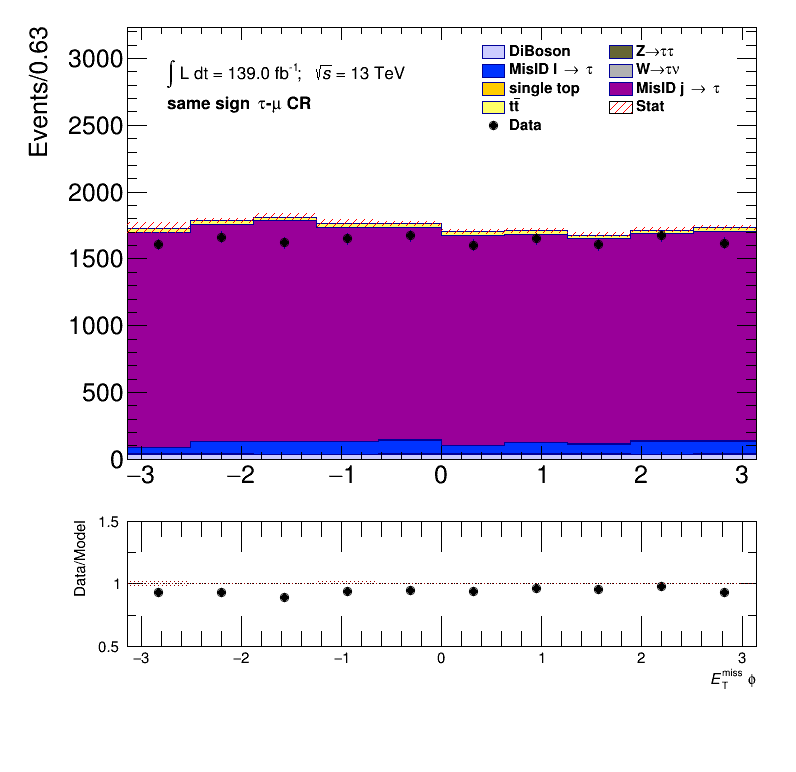 Events/0.63
3000
2500
2000
1500
1000
500
0
∫ L dt = 139.0 fb⁻¹; √s = 13 TeV
same sign τ-μ CR
DiBoson
MisID l → τ
single top
tt̄
Data
Z→ττ
W→τν
MisID j → τ
Stat
−3 −2 −1 0 1 2 3
Data/Model
1.5
1
0.5
−3 −2 −1 0 1 2 3
E_T^miss ϕ